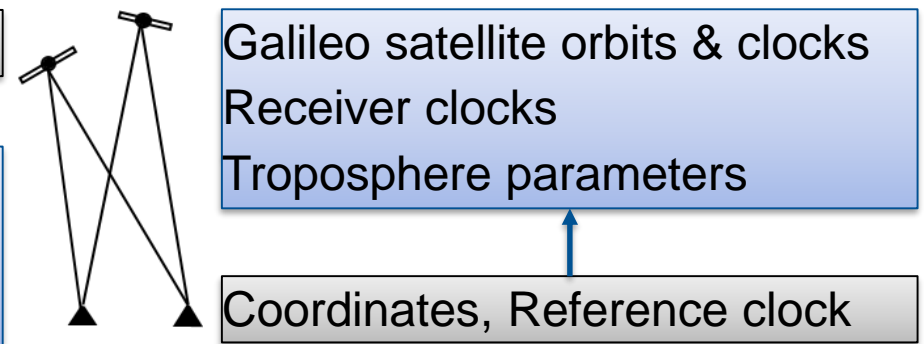 Galileo satellite orbits & clocks
Receiver clocks
Troposphere parameters
Coordinates, Reference clock